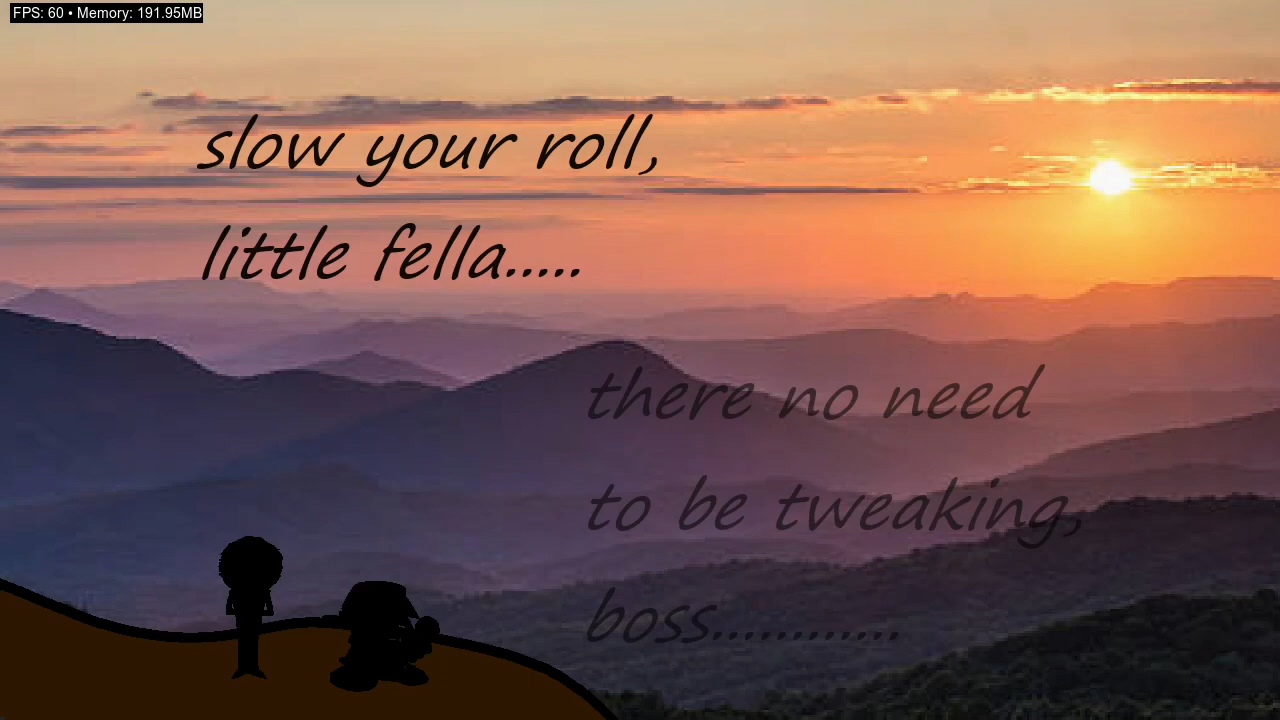 FPS: 60 • Memory: 191.95MB
slow your roll,
little fella.....
there no need
to be tweaking,
boss............